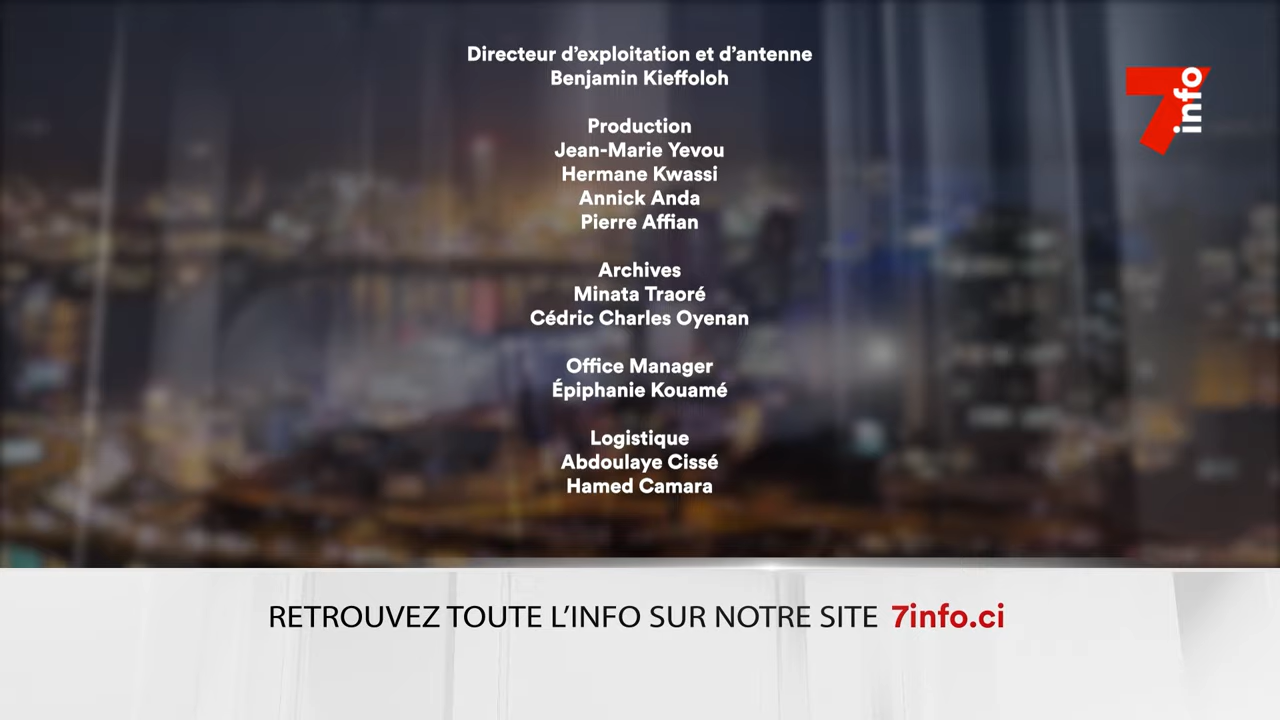 Directeur d’exploitation et d’antenne
Benjamin Kieffoloh
Production
Jean-Marie Yevou
Hermane Kwassi
Annick Anda
Pierre Affian
Archives
Minata Traoré
Cédric Charles Oyenan
Office Manager
Épiphanie Kouamé
Logistique
Abdoulaye Cissé
Hamed Camara
7info
RETROUVEZ TOUTE L’INFO SUR NOTRE SITE 7info.ci